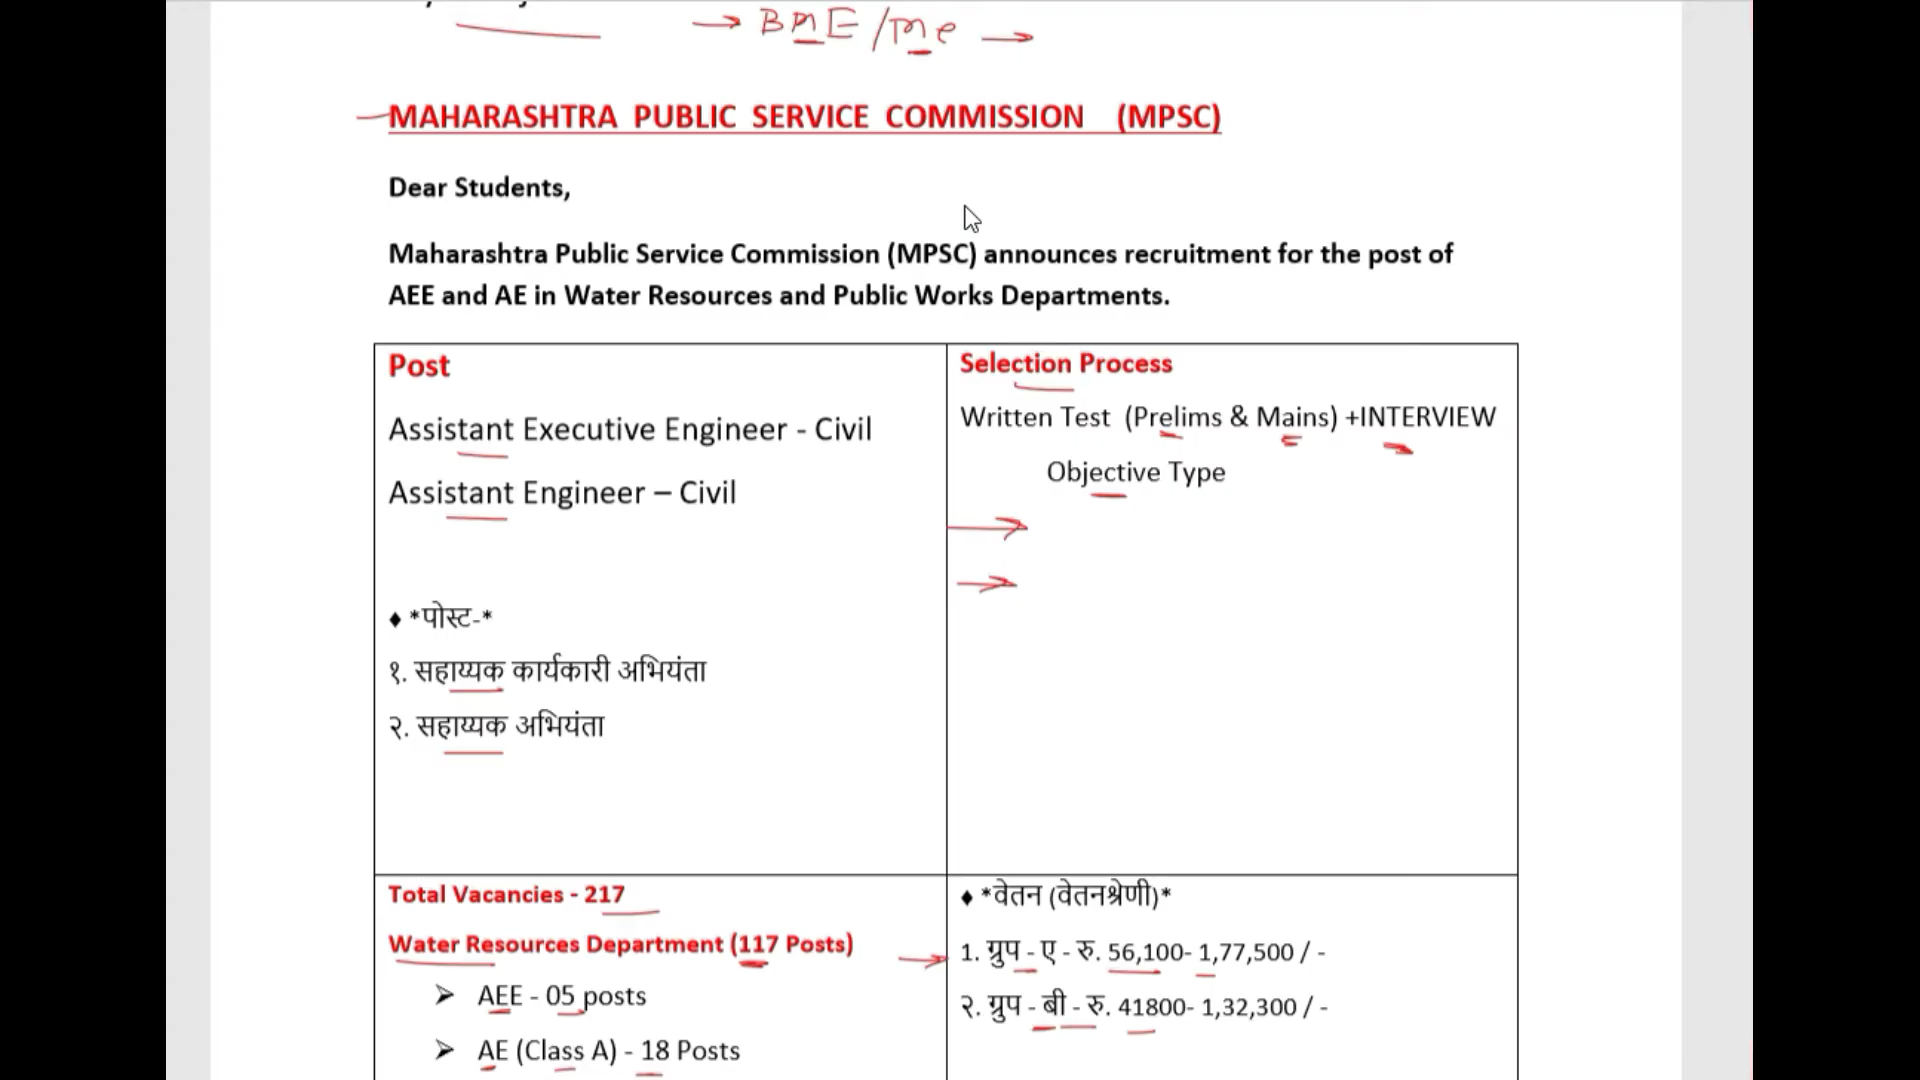 → BME/Me →
MAHARASHTRA PUBLIC SERVICE COMMISSION (MPSC)
Dear Students,
Maharashtra Public Service Commission (MPSC) announces recruitment for the post of
AEE and AE in Water Resources and Public Works Departments.
Post
Assistant Executive Engineer - Civil
Assistant Engineer – Civil
♦ *पोस्ट-*
१. सहाय्यक कार्यकारी अभियंता
२. सहाय्यक अभियंता
Selection Process
Written Test (Prelims & Mains) +INTERVIEW
Objective Type
Total Vacancies - 217
Water Resources Department (117 Posts)
➢ AEE - 05 posts
➢ AE (Class A) - 18 Posts
♦ *वेतन (वेतनश्रेणी)*
1. ग्रुप - ए - रु. 56,100- 1,77,500 / -
२. ग्रुप - बी - रु. 41800- 1,32,300 / -